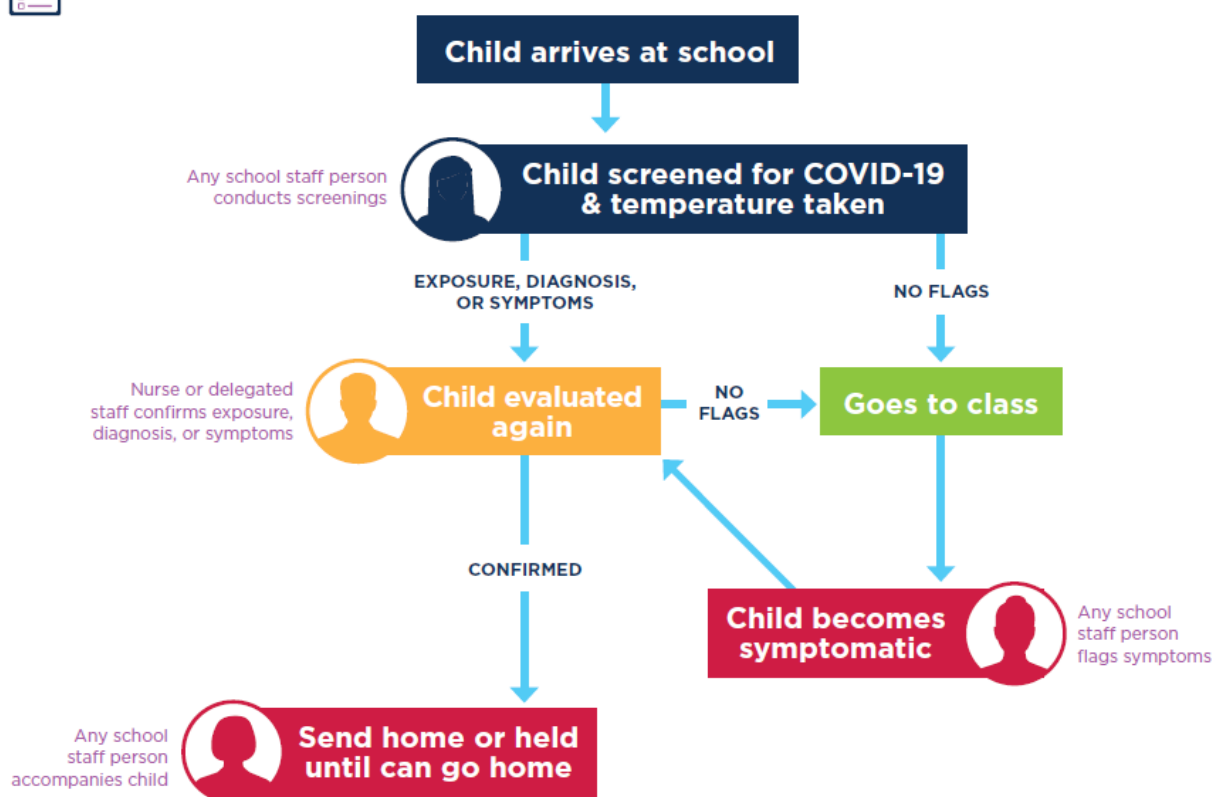 Child arrives at school
Any school staff person
conducts screenings
Child screened for COVID-19
& temperature taken
EXPOSURE, DIAGNOSIS,
OR SYMPTOMS
NO FLAGS
Nurse or delegated
staff confirms exposure,
diagnosis, or symptoms
Child evaluated
again
NO
FLAGS
Goes to class
CONFIRMED
Child becomes
symptomatic
Any school
staff person
flags symptoms
Any school
staff person
accompanies child
Send home or held
until can go home